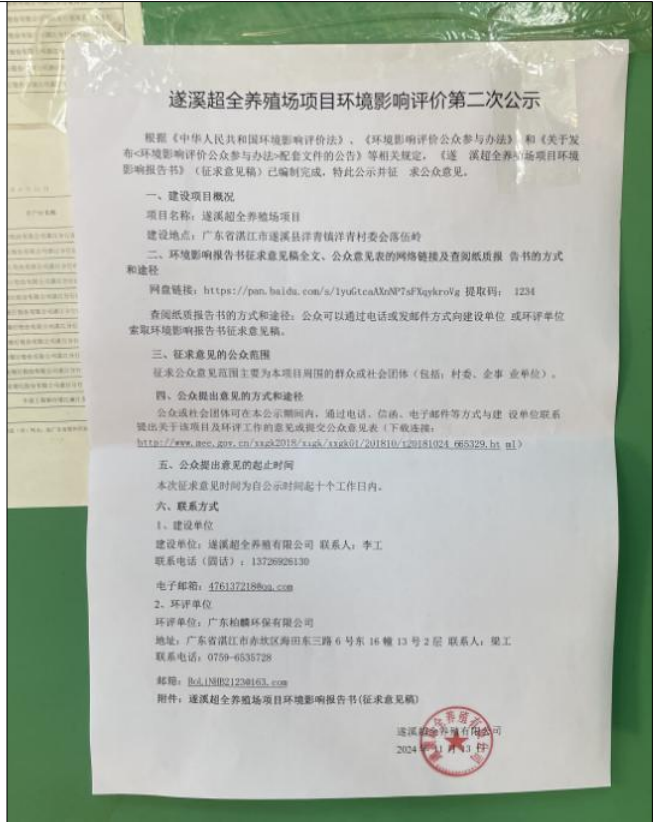 遂溪超全养殖场项目环境影响评价第二次公示
根据《中华人民共和国环境影响评价法》、《环境影响评价公众参与办法》 和《关于发
布<环境影响评价公众参与办法>配套文件的公告》等相关规定，《遂 溪超全养殖场项目环境
影响报告书》（征求意见稿）已编制完成，特此公示并征 求公众意见。
一、建设项目概况
项目名称：遂溪超全养殖场项目
建设地点：广东省湛江市遂溪县洋青镇洋青村委会落伍岭
二、环境影响报告书征求意见稿全文、公众意见表的网络链接及查阅纸质报 告书的方式
和途径
网盘链接：https://pan.baidu.com/s/1yuGtcaAXnNP7sFXqykroVg 提取码： 1234
查阅纸质报告书的方式和途径：公众可以通过电话或发邮件方式向建设单位 或环评单位
索取环境影响报告书征求意见稿。
三、征求意见的公众范围
征求公众意见范围主要为本项目周围的群众或社会团体（包括：村委、企事 业单位）。
四、公众提出意见的方式和途径
公众或社会团体可在本公示期间内，通过电话、信函、电子邮件等方式与建 设单位联系
提出关于该项目及环评工作的意见或提交公众意见表（下载连接：
http://www.mee.gov.cn/xxgk2018/xxgk/xxgk01/201810/t20181024_665329.ht ml）
五、公众提出意见的起止时间
本次征求意见时间为自公示时间起十个工作日内。
六、联系方式
1、建设单位
建设单位：遂溪超全养殖有限公司 联系人：李工
联系电话（固话）：13726926130
电子邮箱：476137218@qq.com
2、环评单位
环评单位：广东柏麟环保有限公司
地址：广东省湛江市赤坎区海田东三路 6 号东 16 幢 13 号 2 层 联系人：梁工
联系电话：0759-6535728
邮箱：BoLiNHB2123@163.com
附件：遂溪超全养殖场项目环境影响报告书(征求意见稿)
遂溪超全养殖有限公司
2024 年 11 月 13 日